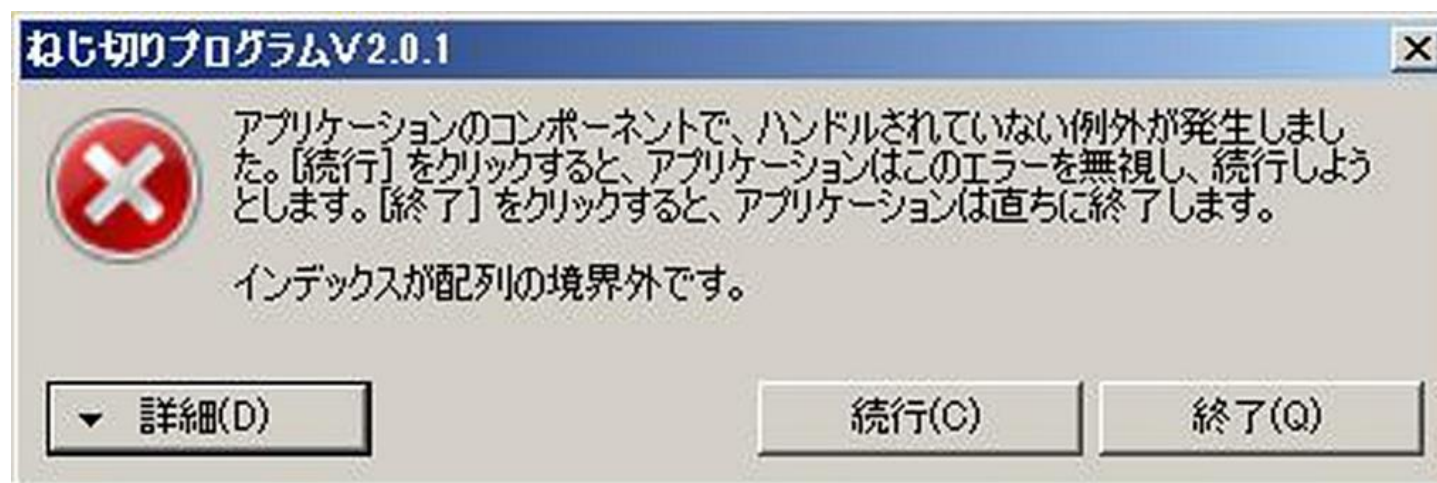 ねじ切りプログラムV2.0.1
アプリケーションのコンポーネントで、ハンドルされていない例外が発生しまし
た。[続行] をクリックすると、アプリケーションはこのエラーを無視し、続行しよう
とします。[終了] をクリックすると、アプリケーションは直ちに終了します。
インデックスが配列の境界外です。
詳細(D)
続行(C)
終了(Q)